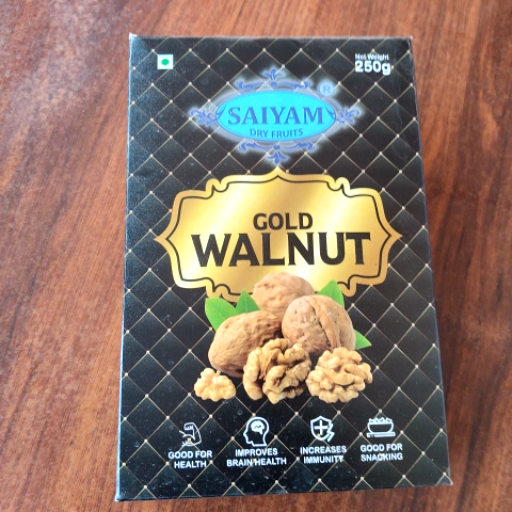 Net Weight
250g
SAIYAM ®
DRY FRUITS
GOLD
WALNUT
GOOD FOR
HEALTH
IMPROVES
BRAIN HEALTH
INCREASES
IMMUNITY
GOOD FOR
SNACKING